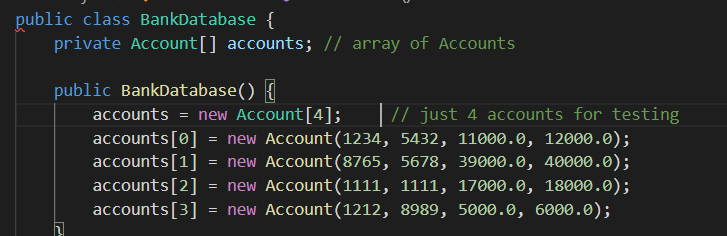 public class BankDatabase {
    private Account[] accounts; // array of Accounts
    public BankDatabase() {
        accounts = new Account[4];    // just 4 accounts for testing
        accounts[0] = new Account(1234, 5432, 11000.0, 12000.0);
        accounts[1] = new Account(8765, 5678, 39000.0, 40000.0);
        accounts[2] = new Account(1111, 1111, 17000.0, 18000.0);
        accounts[3] = new Account(1212, 8989, 5000.0, 6000.0);
    }